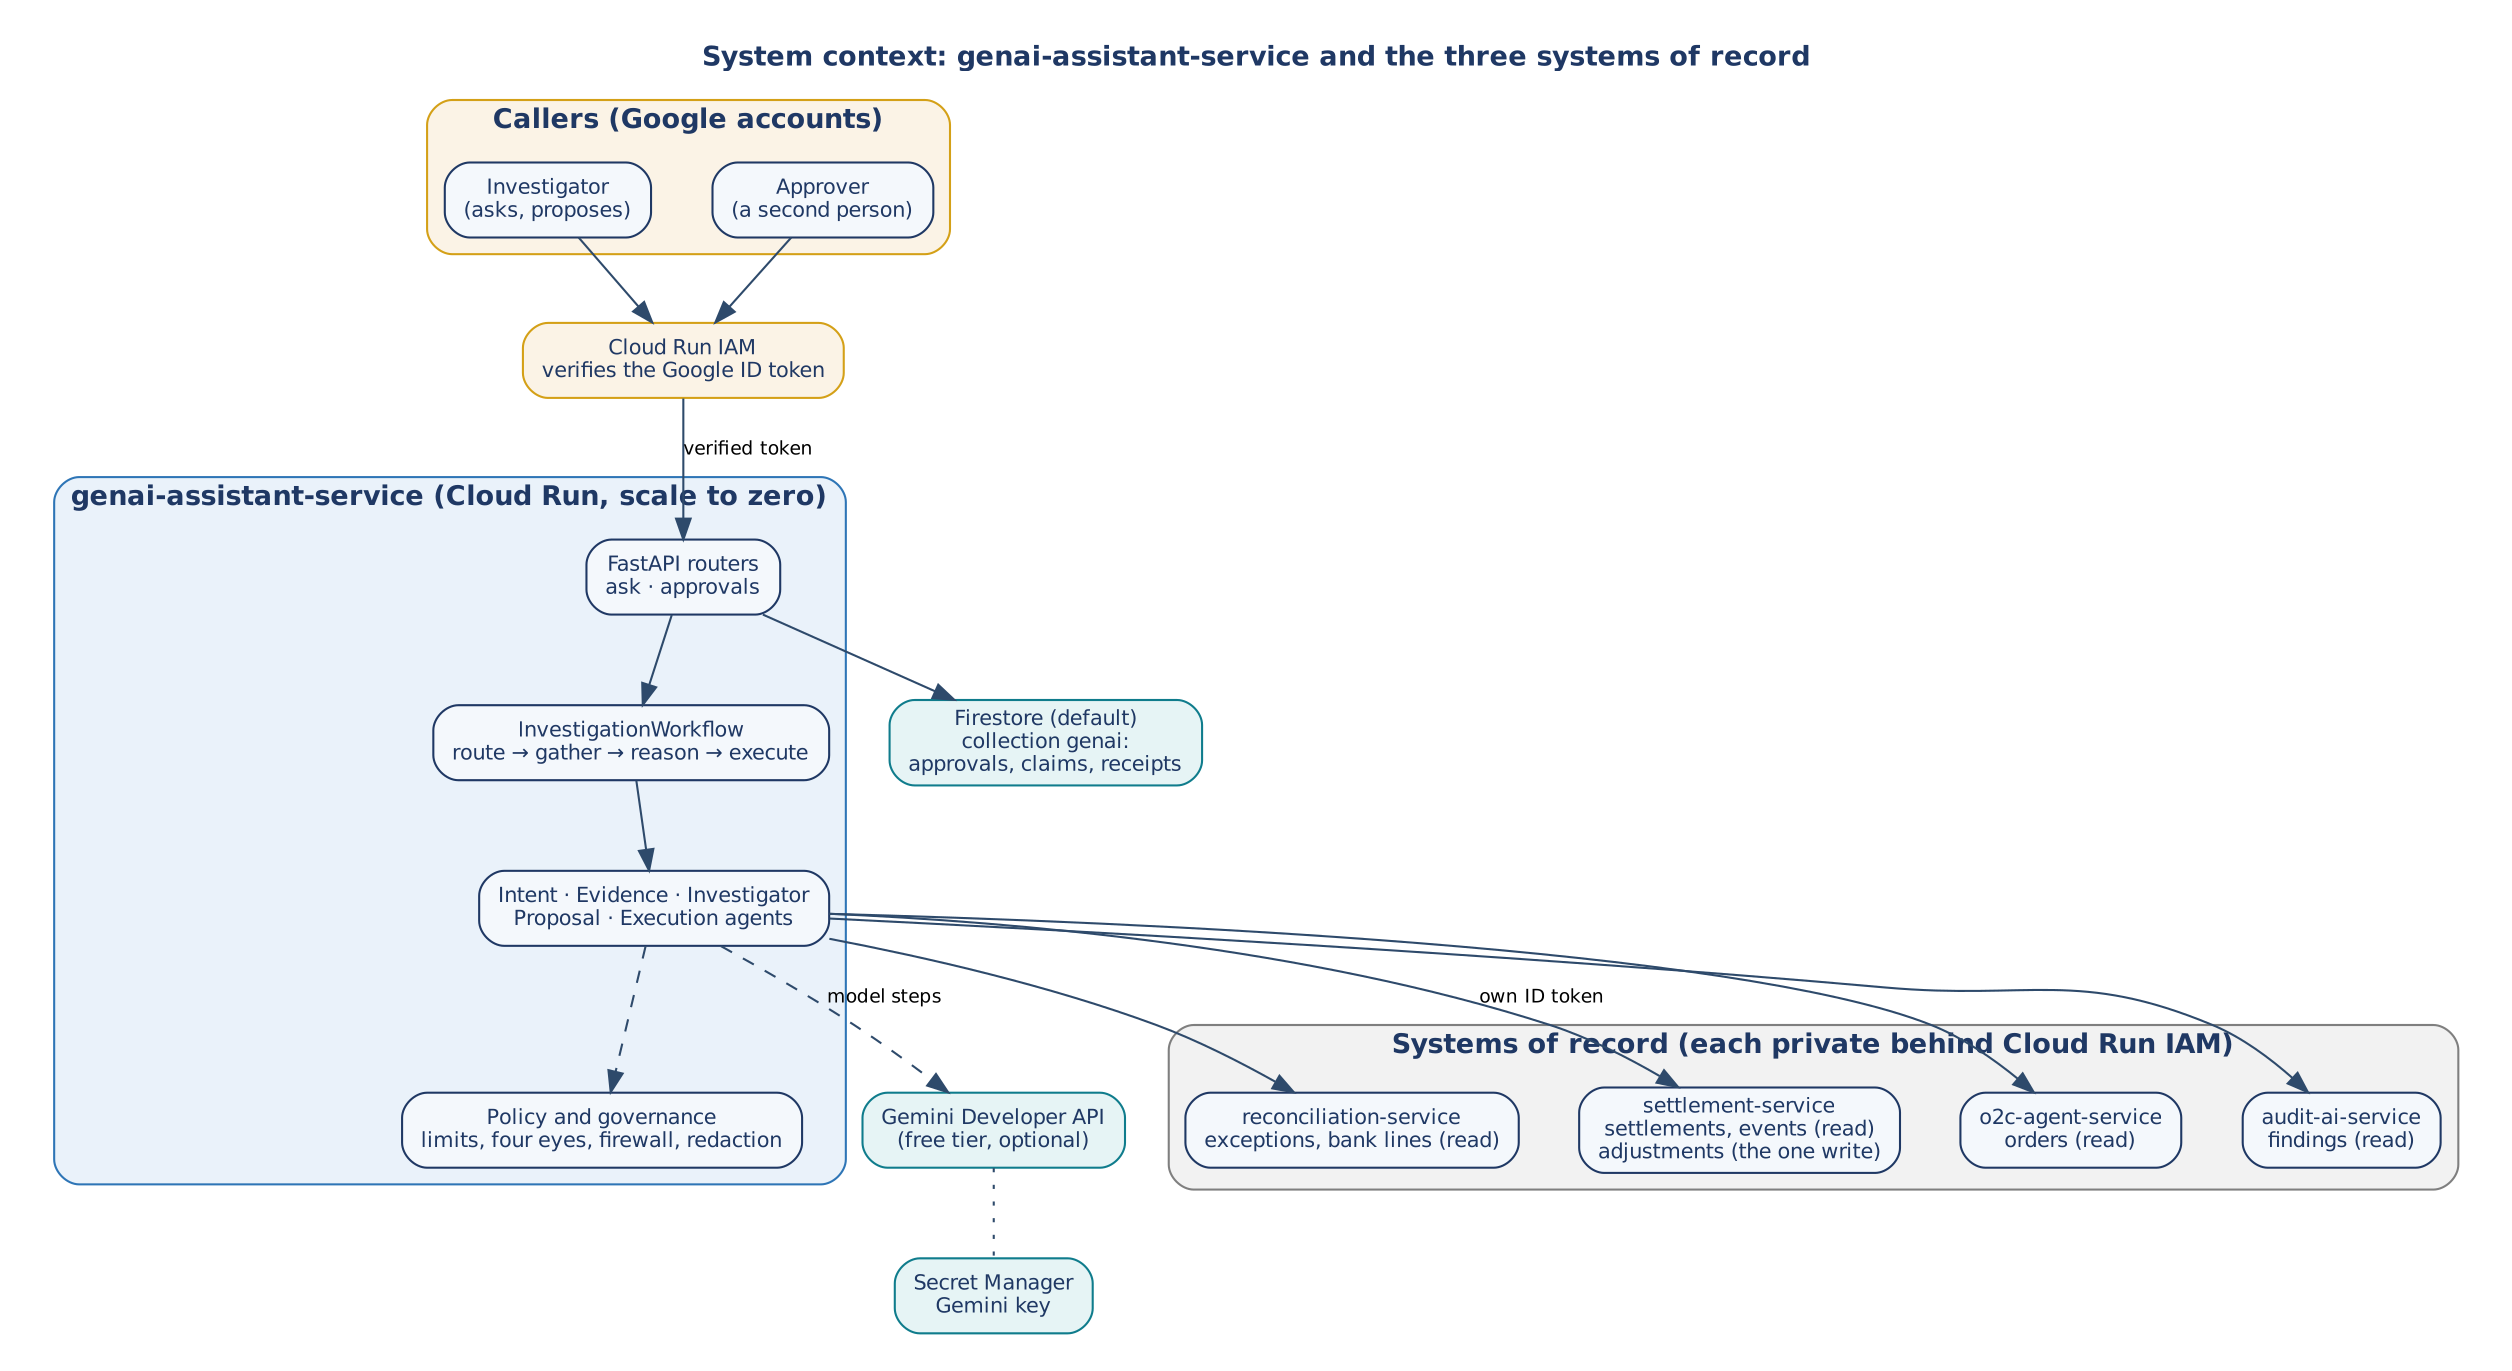 System context: genai-assistant-service and the three systems of record
Callers (Google accounts)
Investigator
(asks, proposes)
Approver
(a second person)
Cloud Run IAM
verifies the Google ID token
verified token
genai-assistant-service (Cloud Run, scale to zero)
FastAPI routers
ask · approvals
InvestigationWorkflow
route → gather → reason → execute
Firestore (default)
collection genai:
approvals, claims, receipts
Intent · Evidence · Investigator
Proposal · Execution agents
model steps
own ID token
Systems of record (each private behind Cloud Run IAM)
Policy and governance
limits, four eyes, firewall, redaction
Gemini Developer API
(free tier, optional)
reconciliation-service
exceptions, bank lines (read)
settlement-service
settlements, events (read)
adjustments (the one write)
o2c-agent-service
orders (read)
audit-ai-service
findings (read)
Secret Manager
Gemini key